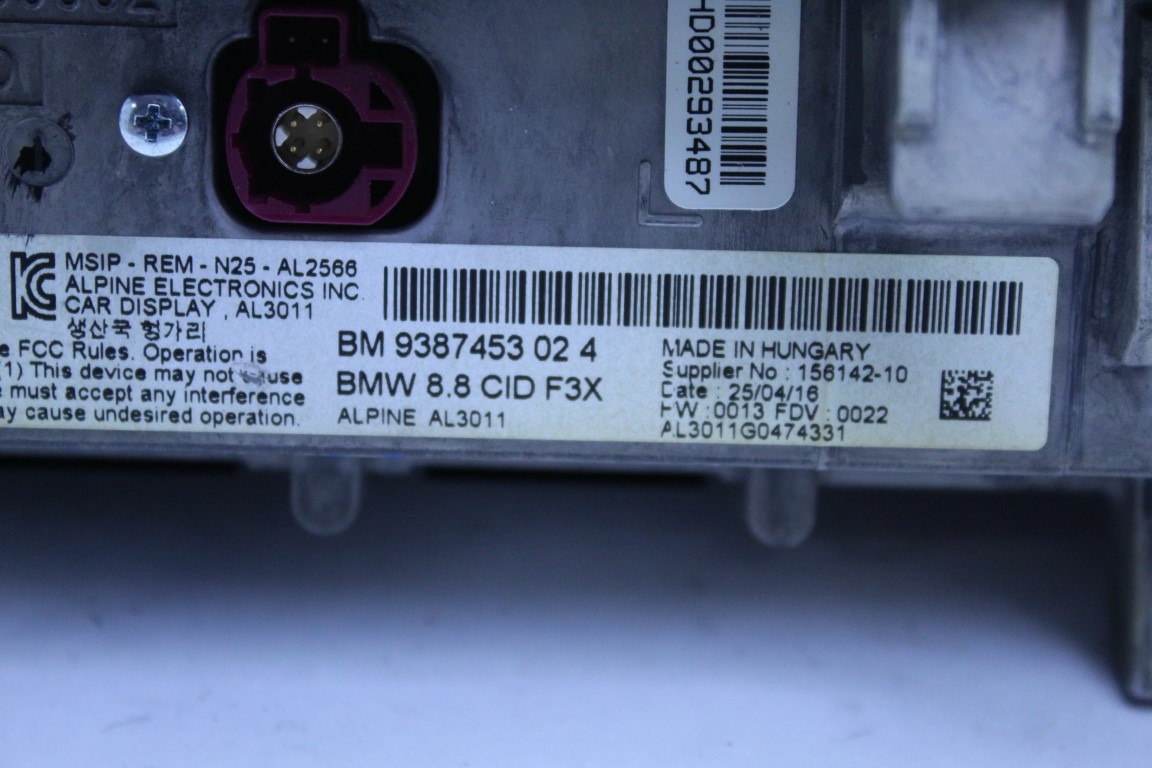 HD00293487
MSIP - REM - N25 - AL2566
ALPINE ELECTRONICS INC.
CAR DISPLAY , AL3011
생산국 헝가리
FCC Rules. Operation is
(1) This device may not cause
must accept any interference
may cause undesired operation.
BM 9387453 02 4
BMW 8.8 CID F3X
ALPINE AL3011
MADE IN HUNGARY
Supplier No : 156142-10
Date : 25/04/16
HW : 0013 FDV : 0022
AL3011G0474331